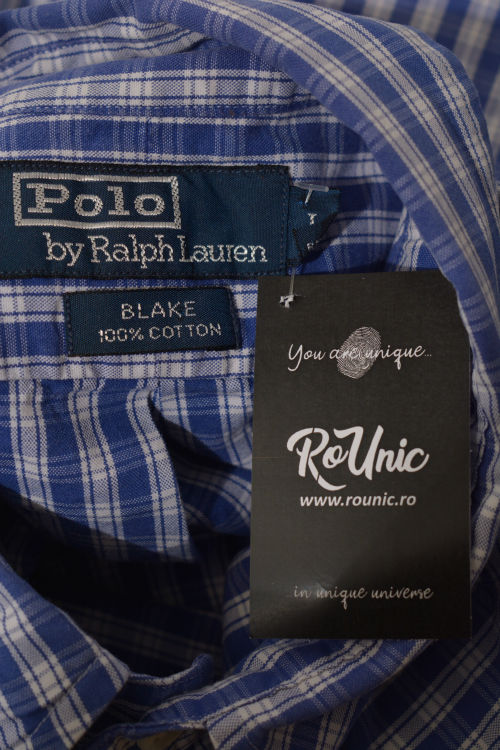 Polo
by Ralph Lauren
BLAKE
100% COTTON
You are unique...
RoUnic
www.rounic.ro
in unique universe